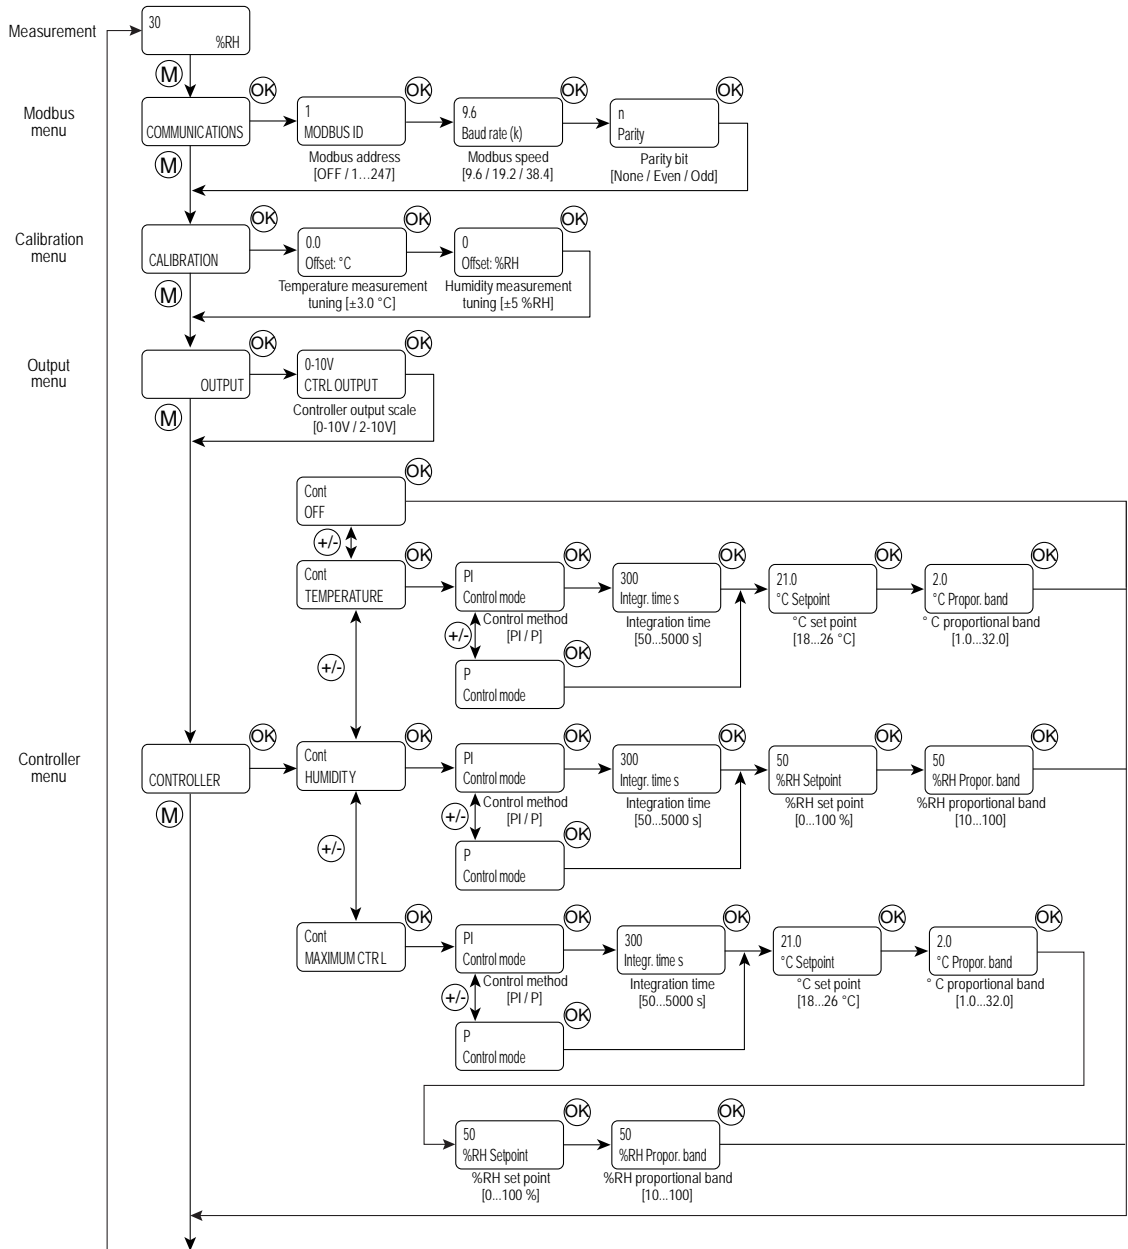 Measurement
30
%RH
M
OK
OK
OK
OK
Modbus
menu
COMMUNICATIONS
1
MODBUS ID
9.6
Baud rate (k)
n
Parity
Modbus address
[OFF / 1...247]
Modbus speed
[9.6 / 19.2 / 38.4]
Parity bit
[None / Even / Odd]
M
OK
OK
OK
Calibration
menu
CALIBRATION
0.0
Offset: °C
0
Offset: %RH
Temperature measurement
tuning [±3.0 °C]
Humidity measurement
tuning [±5 %RH]
M
OK
OK
Output
menu
OUTPUT
0-10V
CTRL OUTPUT
Controller output scale
[0-10V / 2-10V]
M
OK
Cont
OFF
+/-
OK
OK
OK
OK
OK
Cont
TEMPERATURE
PI
Control mode
300
Integr. time s
21.0
°C Setpoint
2.0
°C Propor. band
Control method
[PI / P]
Integration time
[50...5000 s]
°C set point
[18...26 °C]
° C proportional band
[1.0...32.0]
+/-
OK
P
Control mode
+/-
OK
OK
OK
OK
OK
OK
Controller
menu
CONTROLLER
Cont
HUMIDITY
PI
Control mode
300
Integr. time s
50
%RH Setpoint
50
%RH Propor. band
Control method
[PI / P]
Integration time
[50...5000 s]
%RH set point
[0...100 %]
%RH proportional band
[10...100]
M
+/-
OK
P
Control mode
+/-
OK
OK
OK
OK
OK
Cont
MAXIMUM CTRL
PI
Control mode
300
Integr. time s
21.0
°C Setpoint
2.0
°C Propor. band
Control method
[PI / P]
Integration time
[50...5000 s]
°C set point
[18...26 °C]
° C proportional band
[1.0...32.0]
+/-
OK
P
Control mode
OK
OK
50
%RH Setpoint
50
%RH Propor. band
%RH set point
[0...100 %]
%RH proportional band
[10...100]